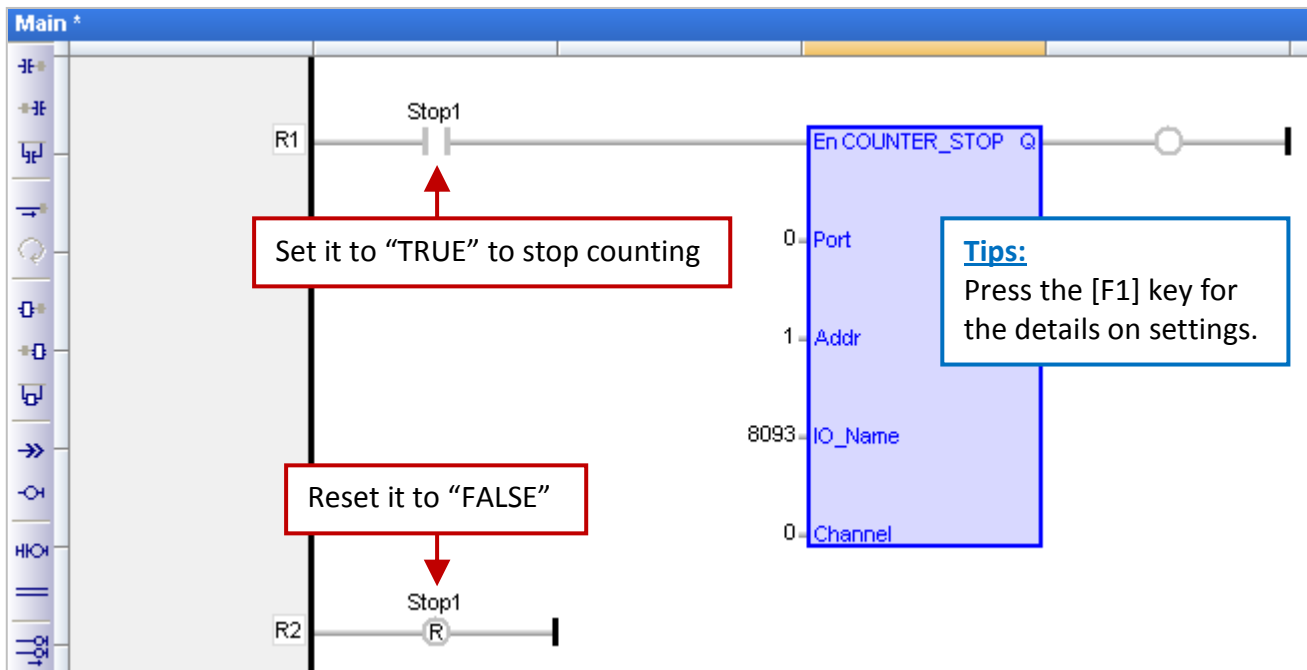 Main *
Stop1
R1
En COUNTER_STOP Q
Set it to “TRUE” to stop counting
0 Port
Tips:
Press the [F1] key for
the details on settings.
1 Addr
8093 IO_Name
Reset it to “FALSE”
0 Channel
Stop1
R2
R